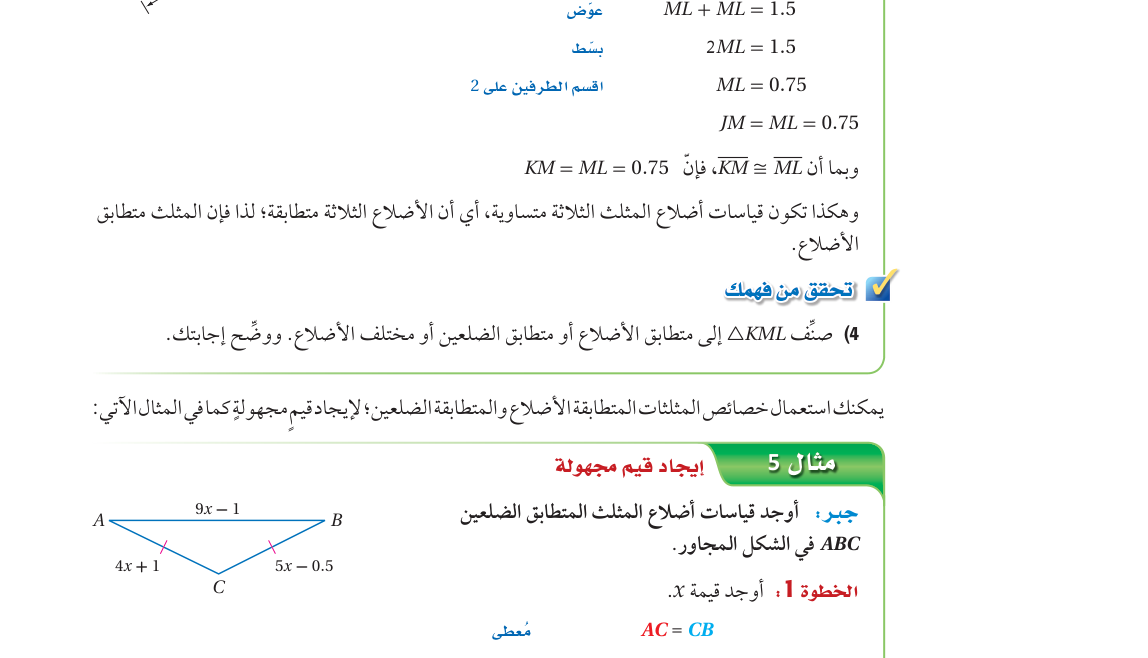 ML + ML = 1.5 عوّض
2ML = 1.5 بسّط
ML = 0.75 اقسم الطرفين على 2
JM = ML = 0.75
وبما أن K̅M̅ ≅ M̅L̅، فإنّ KM = ML = 0.75
وهكذا تكون قياسات أضلاع المثلث الثلاثة متساوية، أي أن الأضلاع الثلاثة متطابقة؛ لذا فإن المثلث متطابق
الأضلاع.
تحقق من فهمك
4) صنِّف △KML إلى متطابق الأضلاع أو متطابق الضلعين أو مختلف الأضلاع. ووضِّح إجابتك.
يمكنك استعمال خصائص المثلثات المتطابقة الأضلاع والمتطابقة الضلعين؛ لإيجاد قيمٍ مجهولةٍ كما في المثال الآتي:
مثال 5 إيجاد قيم مجهولة
جبر: أوجد قياسات أضلاع المثلث المتطابق الضلعين
ABC في الشكل المجاور.
9x − 1
A
B
4x + 1
5x − 0.5
C
الخطوة 1: أوجد قيمة x.
AC = CB مُعطى